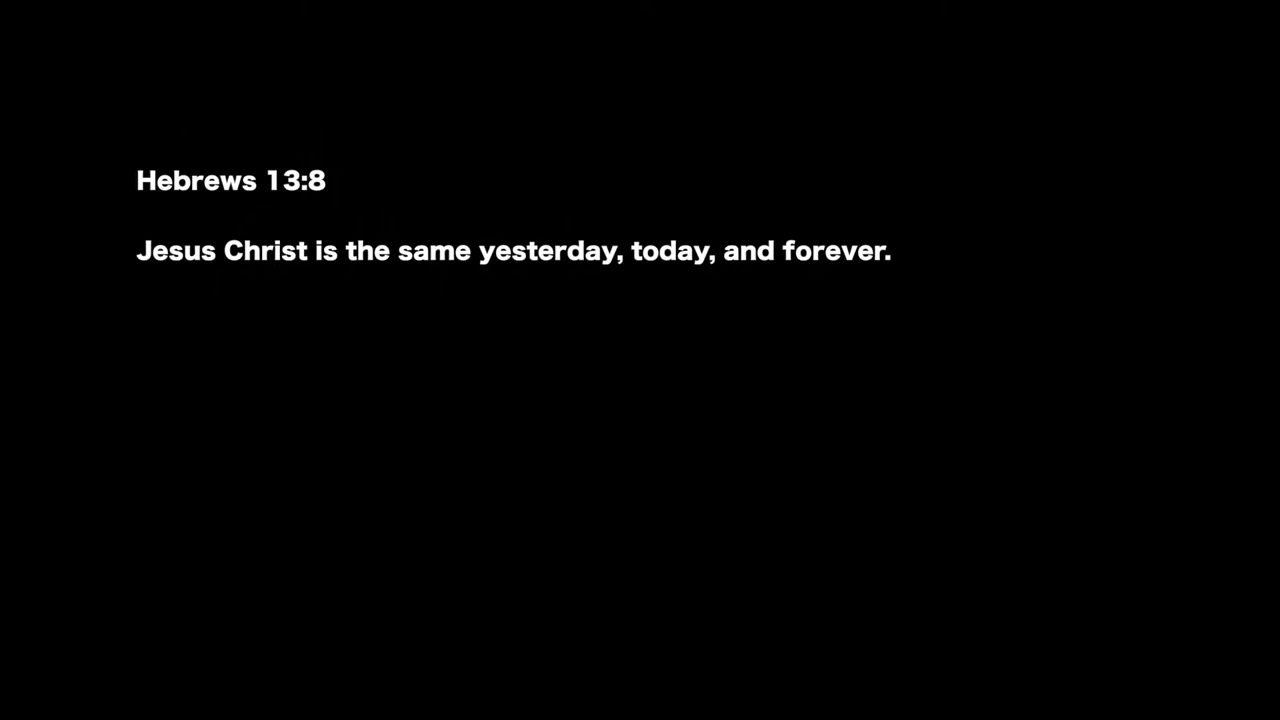 Hebrews 13:8
Jesus Christ is the same yesterday, today, and forever.